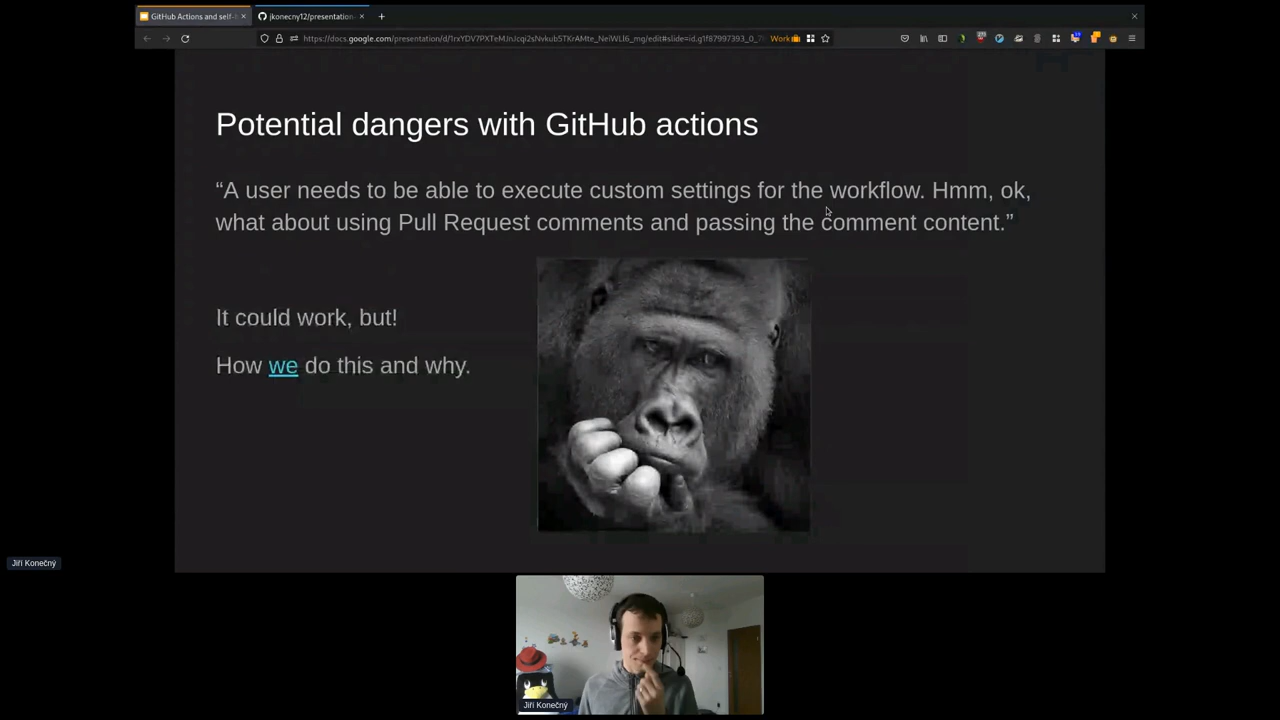 GitHub Actions and self-
jkonecny12/presentation-
Work
Potential dangers with GitHub actions
“A user needs to be able to execute custom settings for the workflow. Hmm, ok,
what about using Pull Request comments and passing the comment content.”
It could work, but!
How we do this and why.
Jiří Konečný
Jiří Konečný